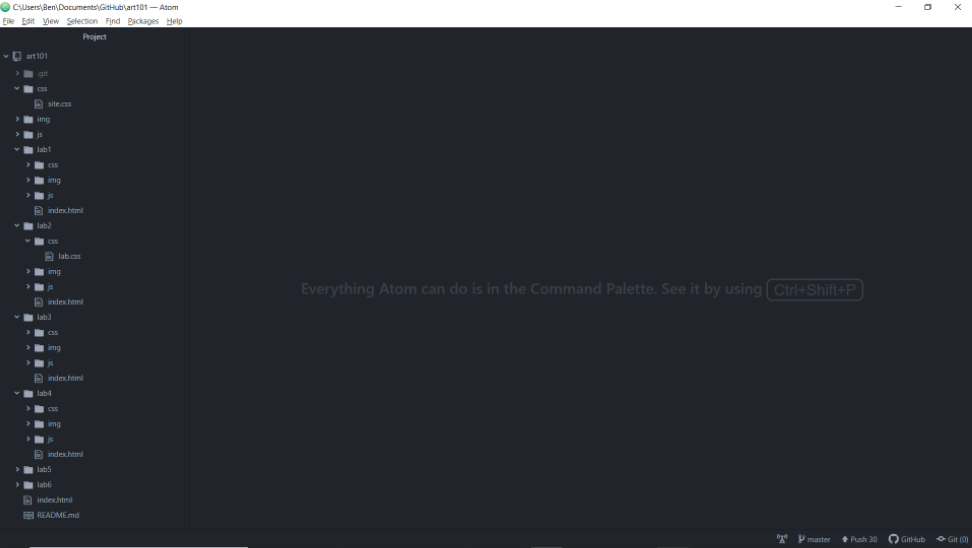 C:\Users\Ben\Documents\GitHub\art101 — Atom
File Edit View Selection Find Packages Help
Project
art101
.git
css
site.css
img
js
lab1
css
img
js
index.html
lab2
css
lab.css
img
js
index.html
lab3
css
img
js
index.html
lab4
css
img
js
index.html
lab5
lab6
index.html
README.md
Everything Atom can do is in the Command Palette. See it by using Ctrl+Shift+P
master Push 30 GitHub Git (0)